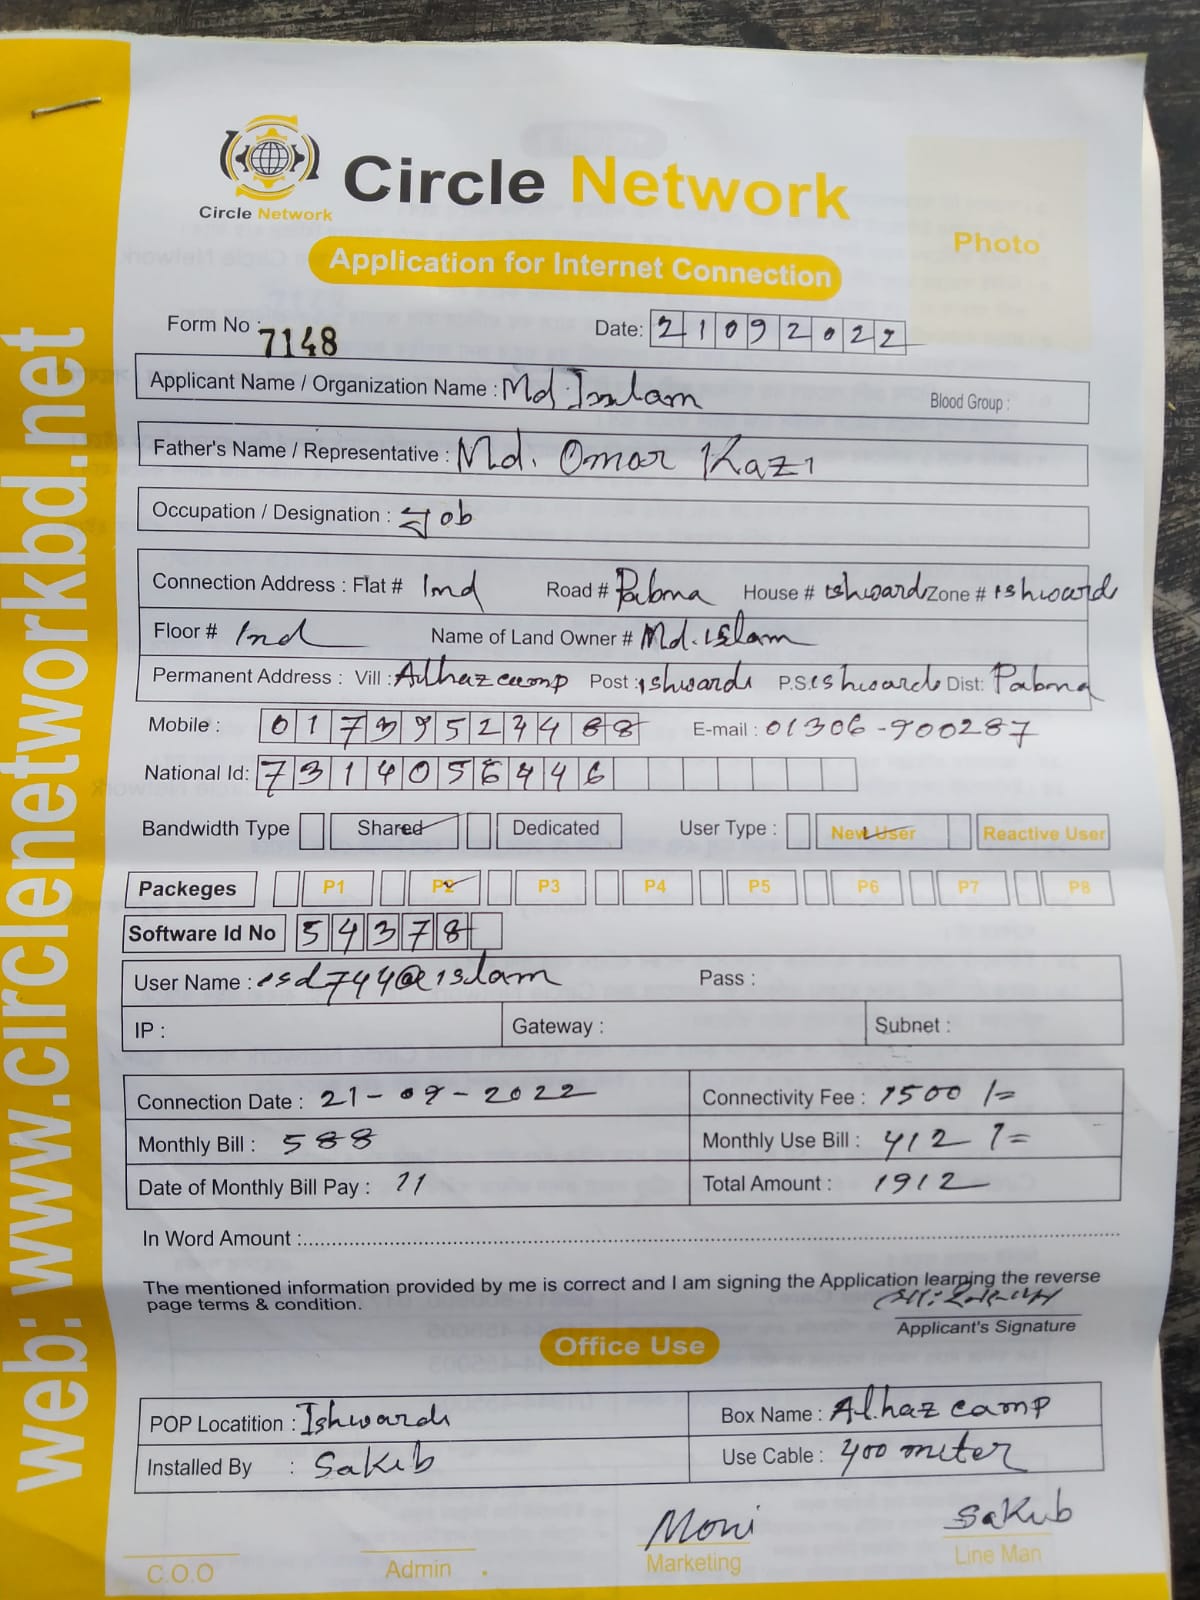 web: www.circlenetworkbd.net
Circle Network
Circle Network
Photo
Application for Internet Connection
Form No : 7148 Date: 21092022
Applicant Name / Organization Name : Md. Islam Blood Group :
Father's Name / Representative : Md. Omar Kazi
Occupation / Designation : Job
Connection Address : Flat # Ind Road # Pabna House # ishwardi Zone # ishwardi
Floor # Ind Name of Land Owner # Md. islam
Permanent Address : Vill : Alhaz camp Post : ishwardi P.S. ishwardi Dist: Pabna
Mobile : 01739524488 E-mail : 01306-900287
National Id: 7314056446
Bandwidth Type Shared Dedicated User Type : New User Reactive User
Packeges P1 P2 P3 P4 P5 P6 P7 P8
Software Id No 54378
User Name : isd744@islam Pass :
IP : Gateway : Subnet :
Connection Date : 21-09-2022 Connectivity Fee : 1500 /=
Monthly Bill : 588 Monthly Use Bill : 412 /=
Date of Monthly Bill Pay : 11 Total Amount : 1912
In Word Amount :
The mentioned information provided by me is correct and I am signing the Application learning the reverse
page terms & condition.
Applicant's Signature
Office Use
POP Locatition : Ishwardi Box Name : Alhaz camp
Installed By : Sakib Use Cable : 400 meter
Moni Sakib
C.O.O Admin Marketing Line Man